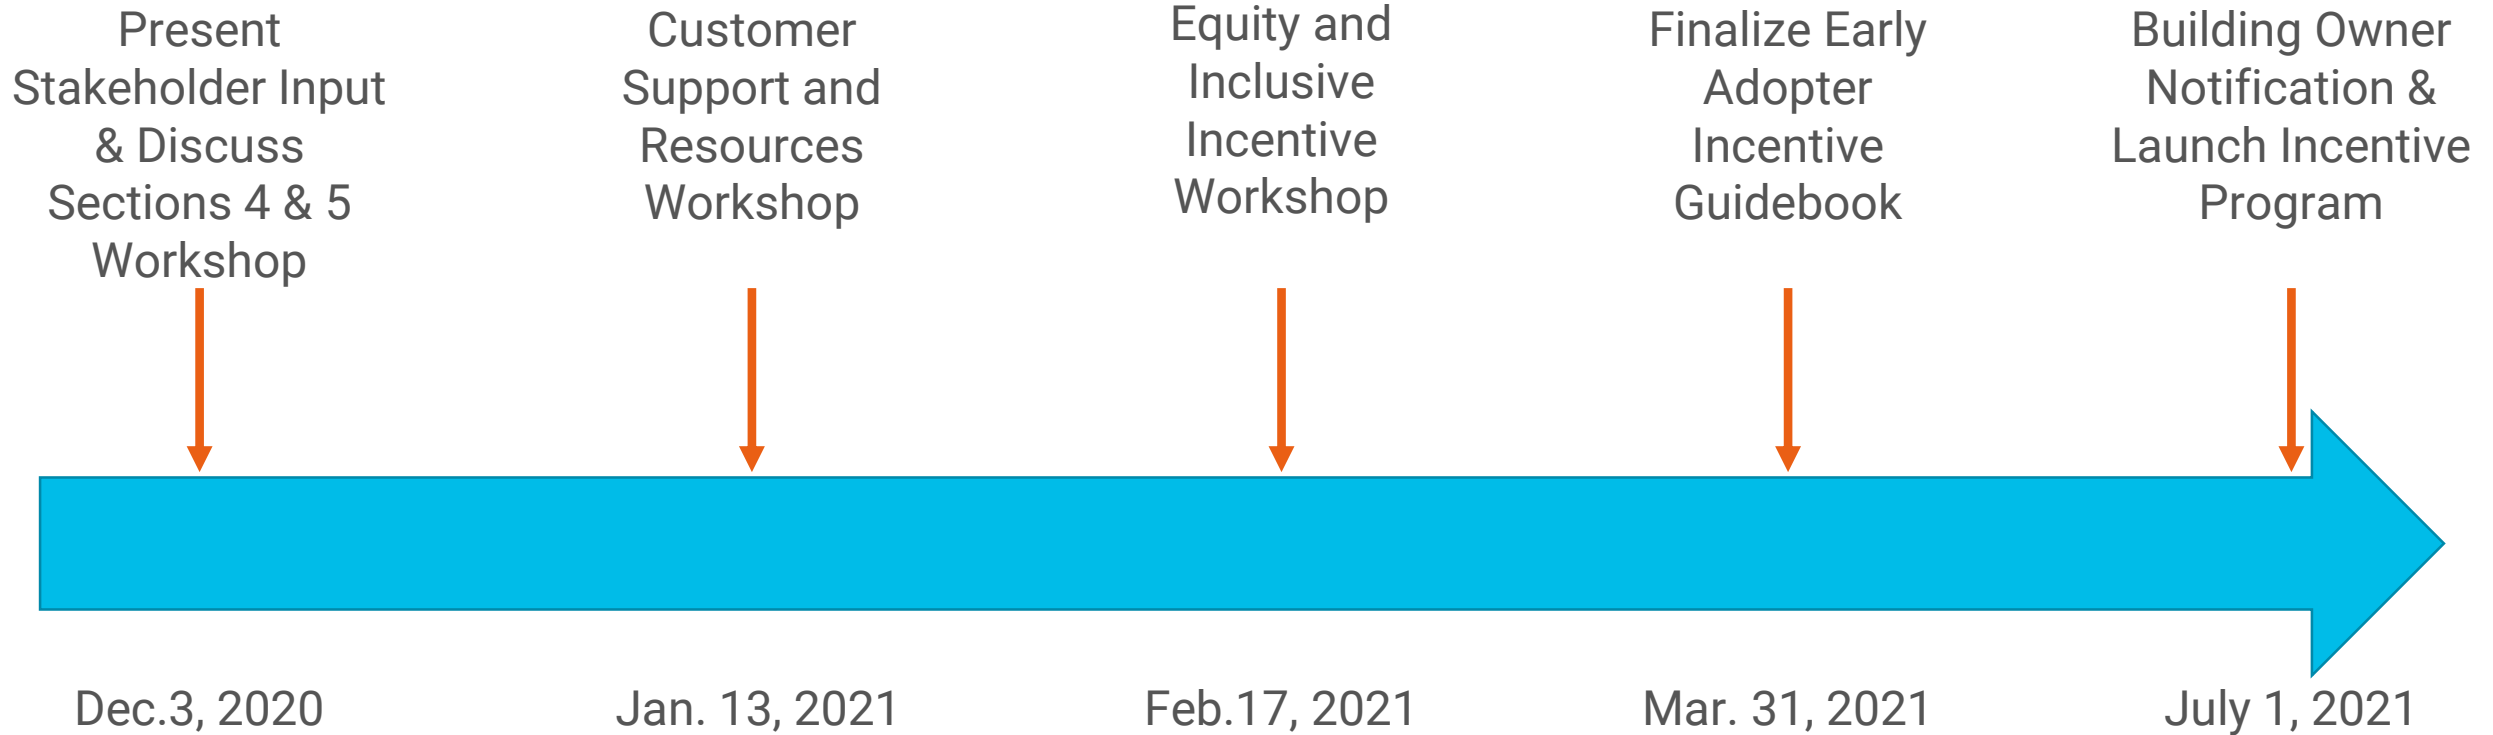 Present
Stakeholder Input
& Discuss
Sections 4 & 5
Workshop
Customer
Support and
Resources
Workshop
Equity and
Inclusive
Incentive
Workshop
Finalize Early
Adopter
Incentive
Guidebook
Building Owner
Notification &
Launch Incentive
Program
Dec.3, 2020
Jan. 13, 2021
Feb.17, 2021
Mar. 31, 2021
July 1, 2021